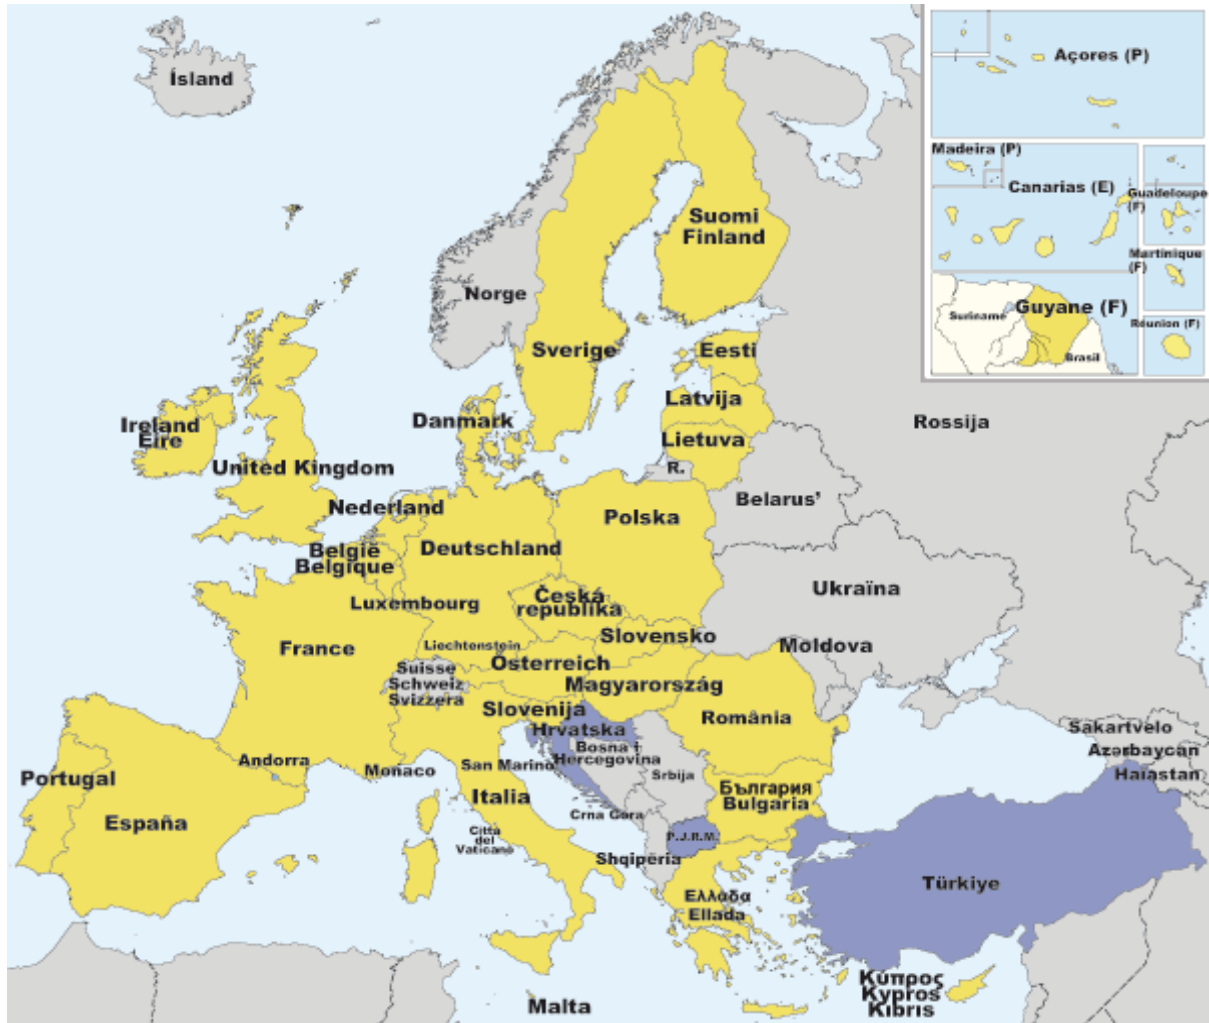 Ísland
Açores (P)
Madeira (P)
Canarias (E)
Guadeloupe
(F)
Martinique
(F)
Guyane (F)
Suriname
Brasil
Réunion (F)
Suomi
Finland
Norge
Sverige
Eesti
Latvija
Lietuva
R.
Danmark
Ireland
Eire
United Kingdom
Nederland
België
Belgique
Deutschland
Polska
Belarus’
Rossija
Luxembourg
Česká
republika
Ukraïna
Slovensko
Moldova
France
Liechtenstein
Österreich
Suisse
Schweiz
Svizzera
Magyarország
Slovenija
Hrvatska
România
Bosna i
Hercegovina
Srbija
Sakartvelo
Azərbaycan
Haiastan
Portugal
Andorra
Monaco
San Marino
España
Italia
България
Bulgaria
Crna Gora
P.J.R.M.
Città
del
Vaticano
Shqipëria
Ελλάδα
Ellada
Türkiye
Κύπρος
Kypros
Kıbrıs
Malta